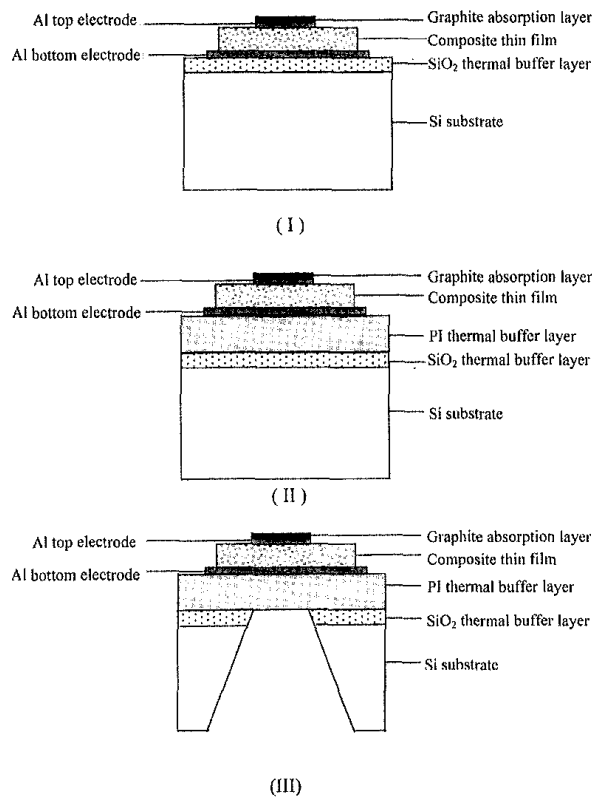 Al top electrode
Graphite absorption layer
Composite thin film
Al bottom electrode
SiO₂ thermal buffer layer
Si substrate
( I )
Al top electrode
Graphite absorption layer
Composite thin film
Al bottom electrode
PI thermal buffer layer
SiO₂ thermal buffer layer
Si substrate
( II )
Al top electrode
Graphite absorption layer
Composite thin film
Al bottom electrode
PI thermal buffer layer
SiO₂ thermal buffer layer
Si substrate
(III)